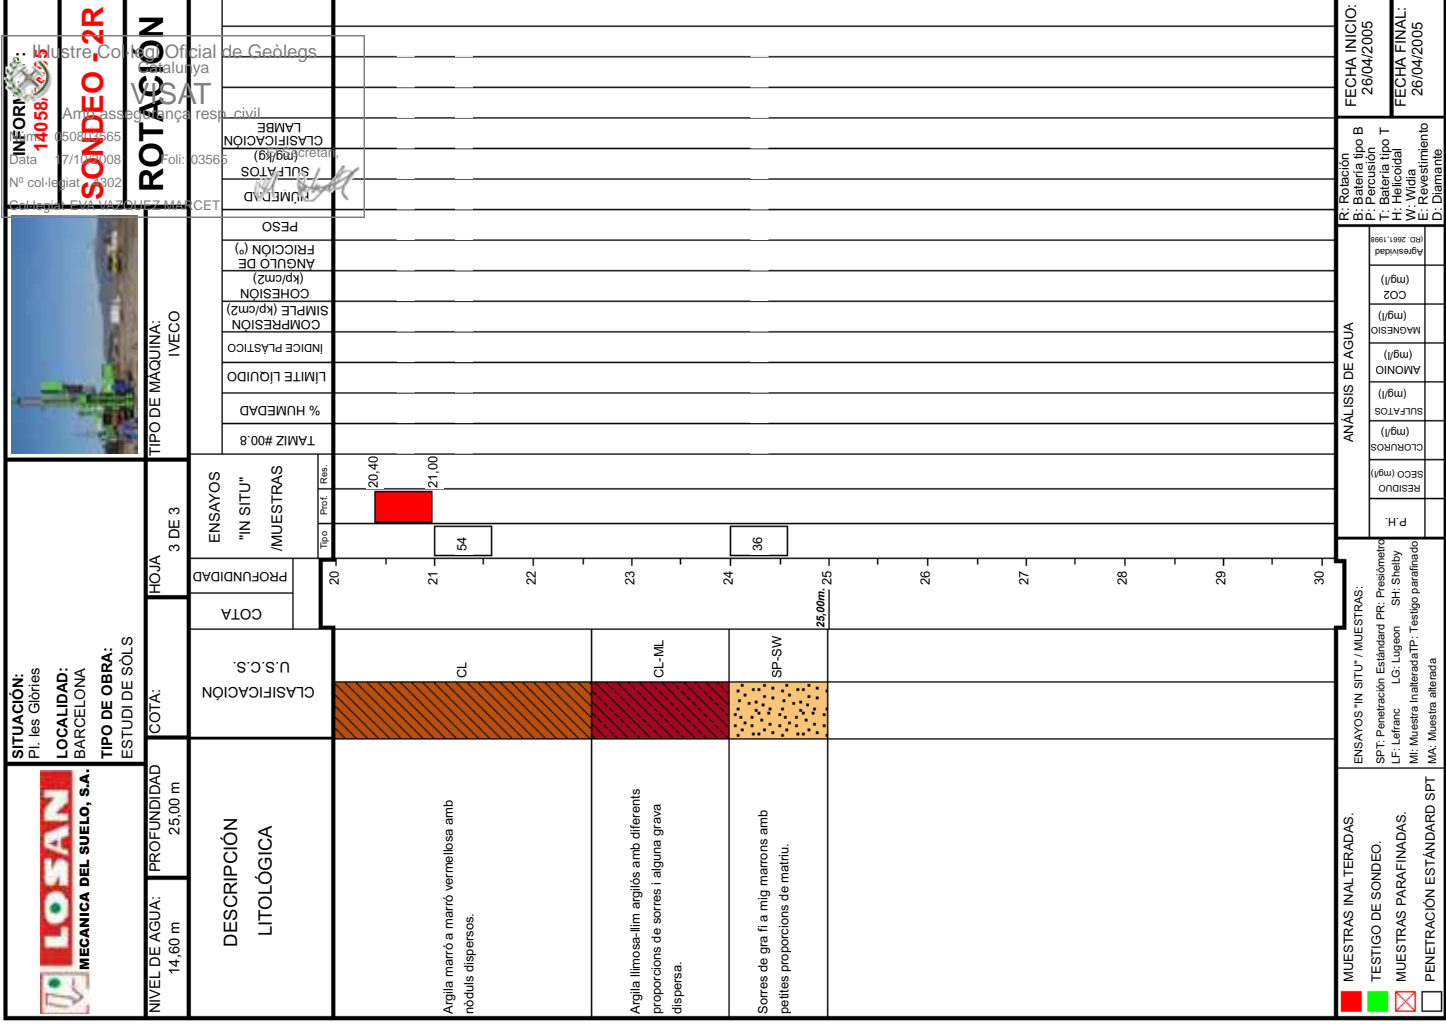 LOSAN
MECANICA DEL SUELO, S.A.
SITUACIÓN:
Pl. les Glòries
LOCALIDAD:
BARCELONA
TIPO DE OBRA:
ESTUDI DE SÒLS
SONDEO - 2R
ROTACIÓN
Il·lustre Col·legi Oficial de Geòlegs
Catalunya
VISAT
Amb assegurança resp. civil
Data 17/10/2008 Foli: 03565
Nº col·legiat
Col·legiat: EVA VAZQUEZ MARCET
NIVEL DE AGUA:
14,60 m
PROFUNDIDAD
25,00 m
COTA:
HOJA
3 DE 3
TIPO DE MÁQUINA:
IVECO
FECHA INICIO:
26/04/2005
FECHA FINAL:
26/04/2005
DESCRIPCIÓN
LITOLÓGICA
CLASIFICACIÓN
U.S.C.S.
COTA
PROFUNDIDAD
ENSAYOS
"IN SITU"
/MUESTRAS
Tipo Prof. Res.
TAMIZ #00.8
% HUMEDAD
LÍMITE LÍQUIDO
ÍNDICE PLÁSTICO
COMPRESIÓN
SIMPLE (kp/cm2)
COHESIÓN
(kp/cm2)
ÁNGULO DE
FRICCIÓN (º)
PESO
HÚMEDAD
SULFATOS
(mg/kg)
CLASIFICACIÓN
LAMBE
20
21
22
23
24
25
26
27
28
29
30
20,40
21,00
54
36
25,00m.
Argila marró a marró vermellosa amb
nòduls dispersos.
CL
Argila llimosa-llim argilós amb diferents
proporcions de sorres i alguna grava
dispersa.
CL-ML
Sorres de gra fi a mig marrons amb
petites proporcions de matriu.
SP-SW
MUESTRAS INALTERADAS.
TESTIGO DE SONDEO.
MUESTRAS PARAFINADAS.
PENETRACIÓN ESTÁNDARD SPT
ENSAYOS "IN SITU" / MUESTRAS:
SPT: Penetración Estándard PR: Presiómetro
LF: Lefranc LG: Lugeon SH: Shelby
MI: Muestra InalteradaTP: Testigo parafinado
MA: Muestra alterada
ANÁLISIS DE AGUA
P.H.
RESIDUO
SECO (mg/l)
CLORUROS
(mg/l)
SULFATOS
(mg/l)
AMONIO
(mg/l)
MAGNESIO
(mg/l)
CO2
(mg/l)
Agresividad
(RD. 2661,1998
R: Rotación
B: Batería tipo B
P: Percusión
T: Batería tipo T
H: Helicoidal
W: Widia
E: Revestimiento
D: Diamante